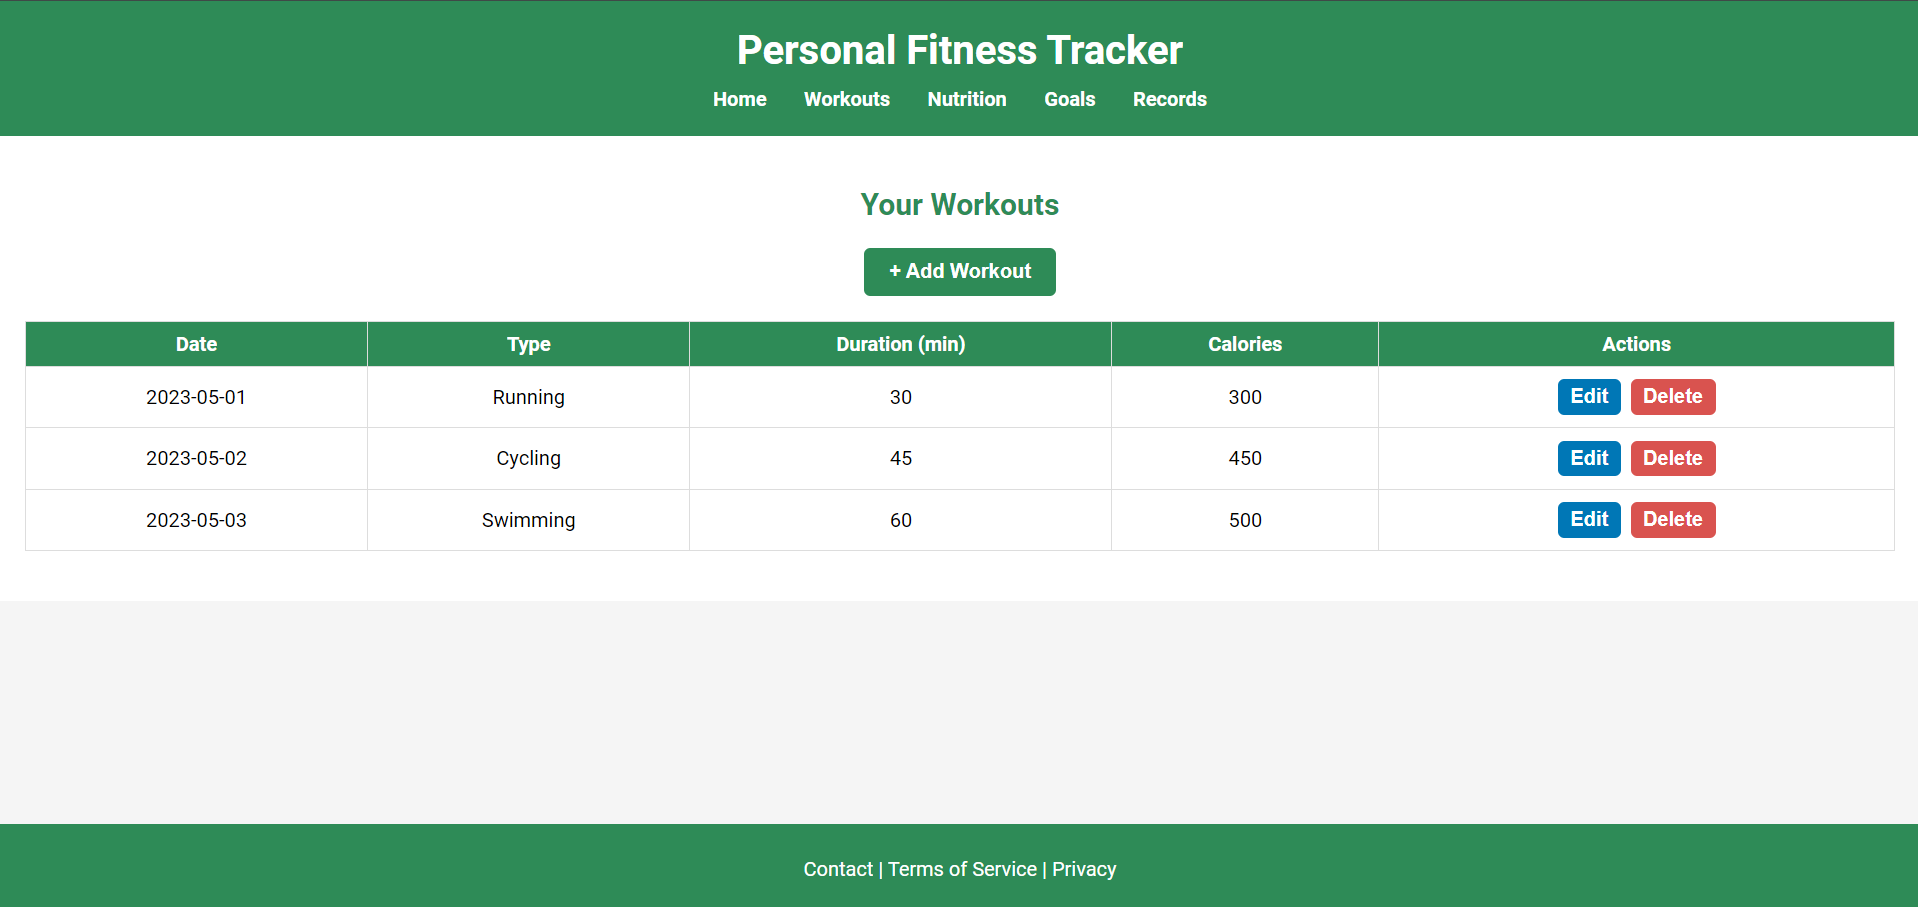 Personal Fitness Tracker
Home Workouts Nutrition Goals Records
Your Workouts
+ Add Workout
Date Type Duration (min) Calories Actions
2023-05-01 Running 30 300 Edit Delete
2023-05-02 Cycling 45 450 Edit Delete
2023-05-03 Swimming 60 500 Edit Delete
Contact | Terms of Service | Privacy